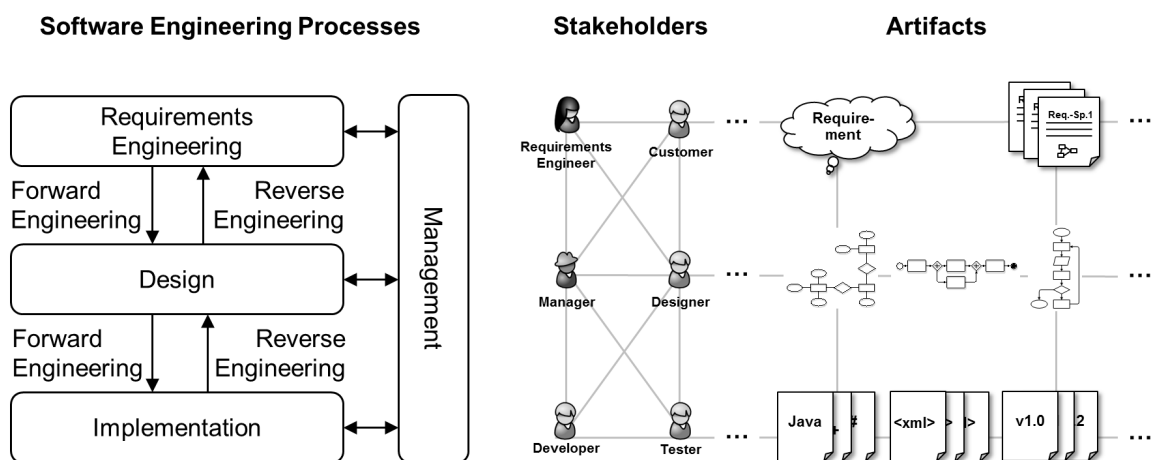 Software Engineering Processes
Stakeholders
Artifacts
Requirements
Engineering
Forward
Engineering
Reverse
Engineering
Design
Forward
Engineering
Reverse
Engineering
Implementation
Management
Requirements
Engineer
Customer
...
Manager
Designer
...
Developer
Tester
...
Require-
ment
R
R
Req.-Sp.1
...
...
Java
+
#
<xml>
>
l>
v1.0
2
...